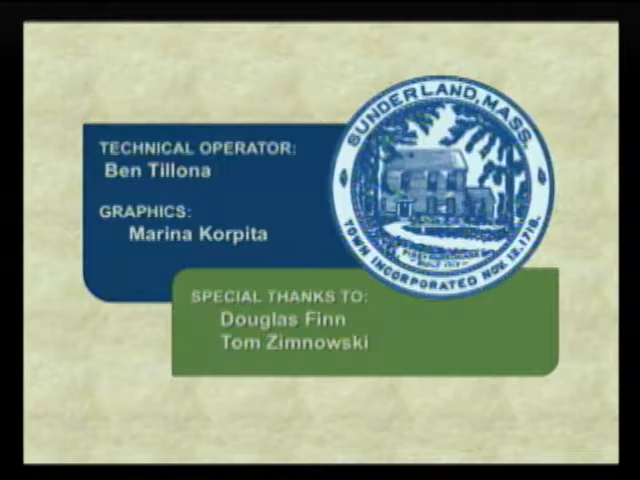 TECHNICAL OPERATOR:
Ben Tillona
GRAPHICS:
Marina Korpita
SPECIAL THANKS TO:
Douglas Finn
Tom Zimnowski
SUNDERLAND, MASS.
TOWN INCORPORATED NOV. 12. 1718.